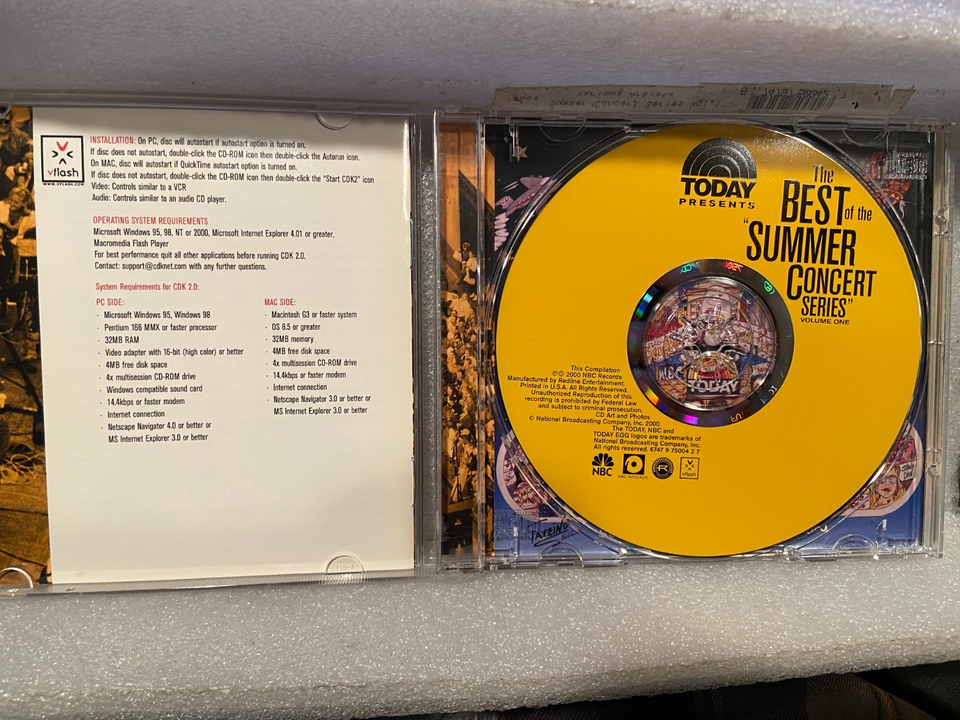 vflash
WWW.VFLASH.COM
INSTALLATION: On PC, disc will autostart if autostart option is turned on.
If disc does not autostart, double-click the CD-ROM icon then double-click the Autorun icon.
On MAC, disc will autostart if QuickTime autostart option is turned on.
If disc does not autostart, double-click the CD-ROM icon then double-click the "Start CDK2" icon
Video: Controls similar to a VCR
Audio: Controls similar to an audio CD player.
OPERATING SYSTEM REQUIREMENTS
Microsoft Windows 95, 98, NT or 2000, Microsoft Internet Explorer 4.01 or greater,
Macromedia Flash Player
For best performance quit all other applications before running CDK 2.0.
Contact: support@cdknet.com with any further questions.
System Requirements for CDK 2.0:
PC SIDE:
· Microsoft Windows 95, Windows 98
· Pentium 166 MMX or faster processor
· 32MB RAM
· Video adapter with 16-bit (high color) or better
· 4MB free disk space
· 4x multisession CD-ROM drive
· Windows compatible sound card
· 14.4kbps or faster modem
· Internet connection
· Netscape Navigator 4.0 or better or
MS Internet Explorer 3.0 or better
MAC SIDE:
· Macintosh G3 or faster system
· OS 8.5 or greater
· 32MB memory
· 4MB free disk space
· 4x multisession CD-ROM drive
· 14.4kbps or faster modem
· Internet connection
· Netscape Navigator 3.0 or better or
MS Internet Explorer 3.0 or better
Various Artists
Summer Concert Series Vol.1
TODAY
PRESENTS
The
"BEST of the
SUMMER
CONCERT
SERIES"
VOLUME ONE
NBC
TODAY
This Compilation
℗© 2000 NBC Records
Manufactured by Redline Entertainment.
Printed in U.S.A. All Rights Reserved.
Unauthorized Reproduction of this
recording is prohibited by Federal Law
and subject to criminal prosecution.
CD Art and Photos
© National Broadcasting Company, Inc. 2000
The TODAY, NBC and
TODAY EGG logos are trademarks of
National Broadcasting Company, Inc.
All rights reserved. 6747 9 75004 2 7
NBC
NBC RECORDS
R
vflash
FAZZINO